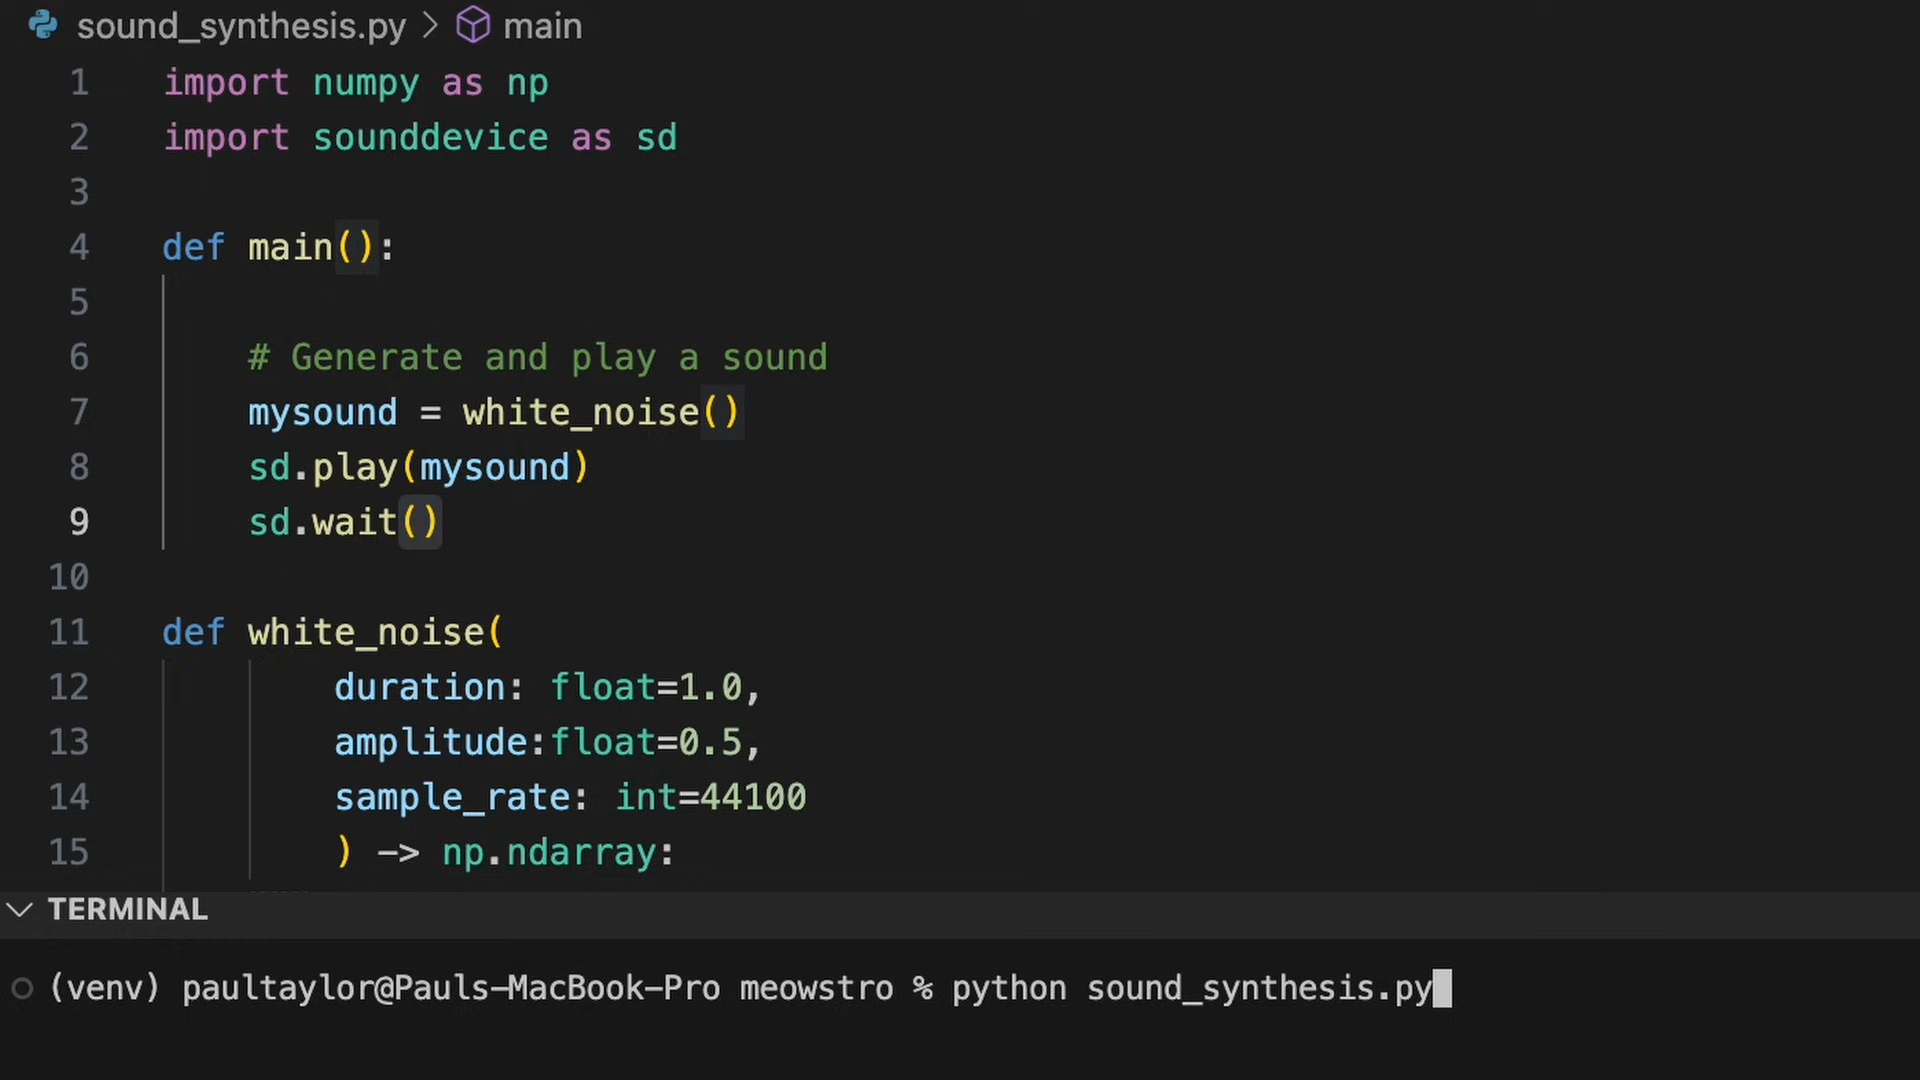 sound_synthesis.py > main
1 import numpy as np
2 import sounddevice as sd
3
4 def main():
5
6 # Generate and play a sound
7 mysound = white_noise()
8 sd.play(mysound)
9 sd.wait()
10
11 def white_noise(
12 duration: float=1.0,
13 amplitude:float=0.5,
14 sample_rate: int=44100
15 ) -> np.ndarray:
TERMINAL
(venv) paultaylor@Pauls-MacBook-Pro meowstro % python sound_synthesis.py